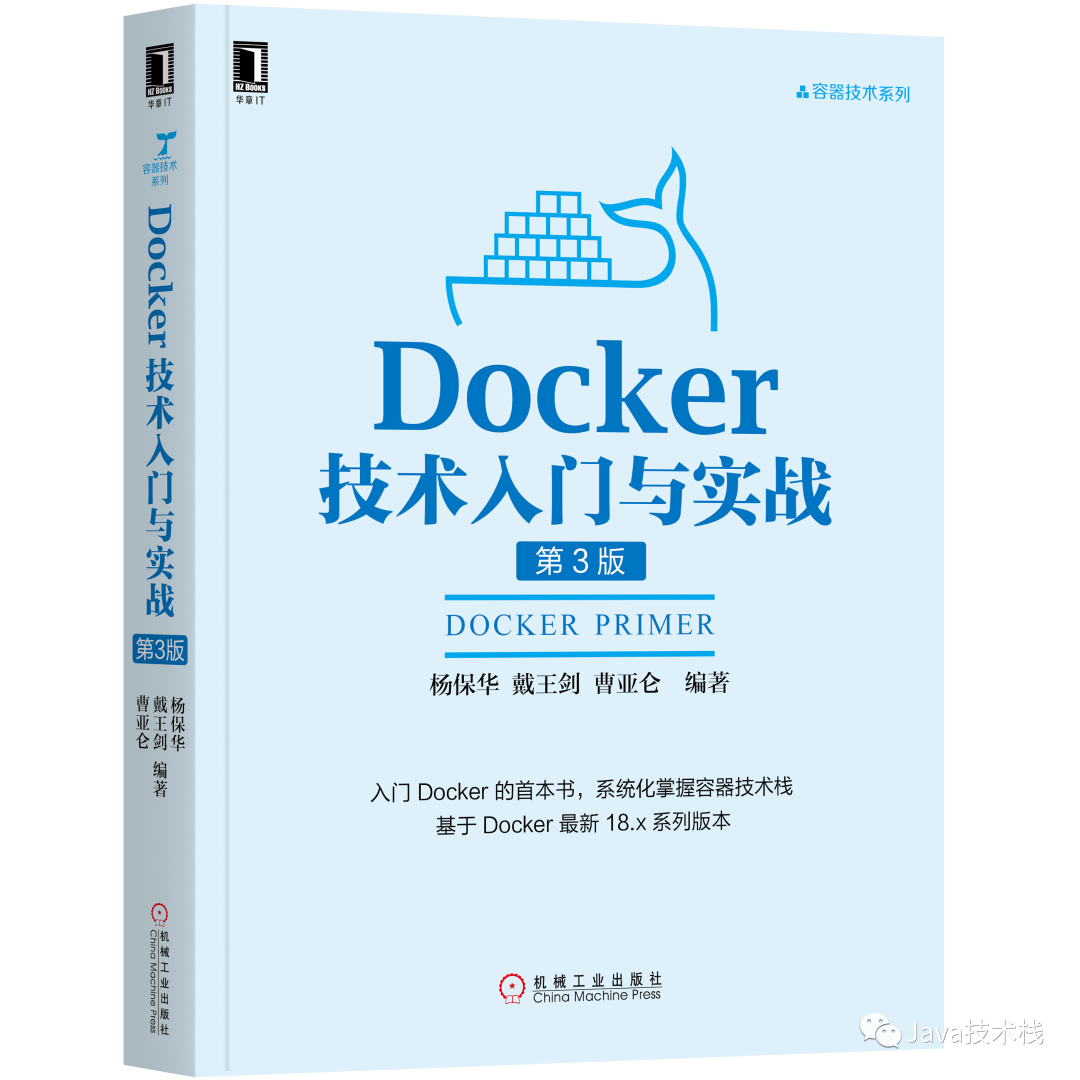 HZ BOOKS
华章IT
容器技术
系列
Docker技术入门与实战
第3版
杨保华
戴王剑 编著
曹亚仑
机械工业出版社
China Machine Press
HZ BOOKS
华章IT
容器技术系列
Docker
技术入门与实战
第3版
DOCKER PRIMER
杨保华 戴王剑 曹亚仑 编著
入门 Docker 的首本书，系统化掌握容器技术栈
基于 Docker 最新 18.x 系列版本
机械工业出版社
China Machine Press
Java技术栈